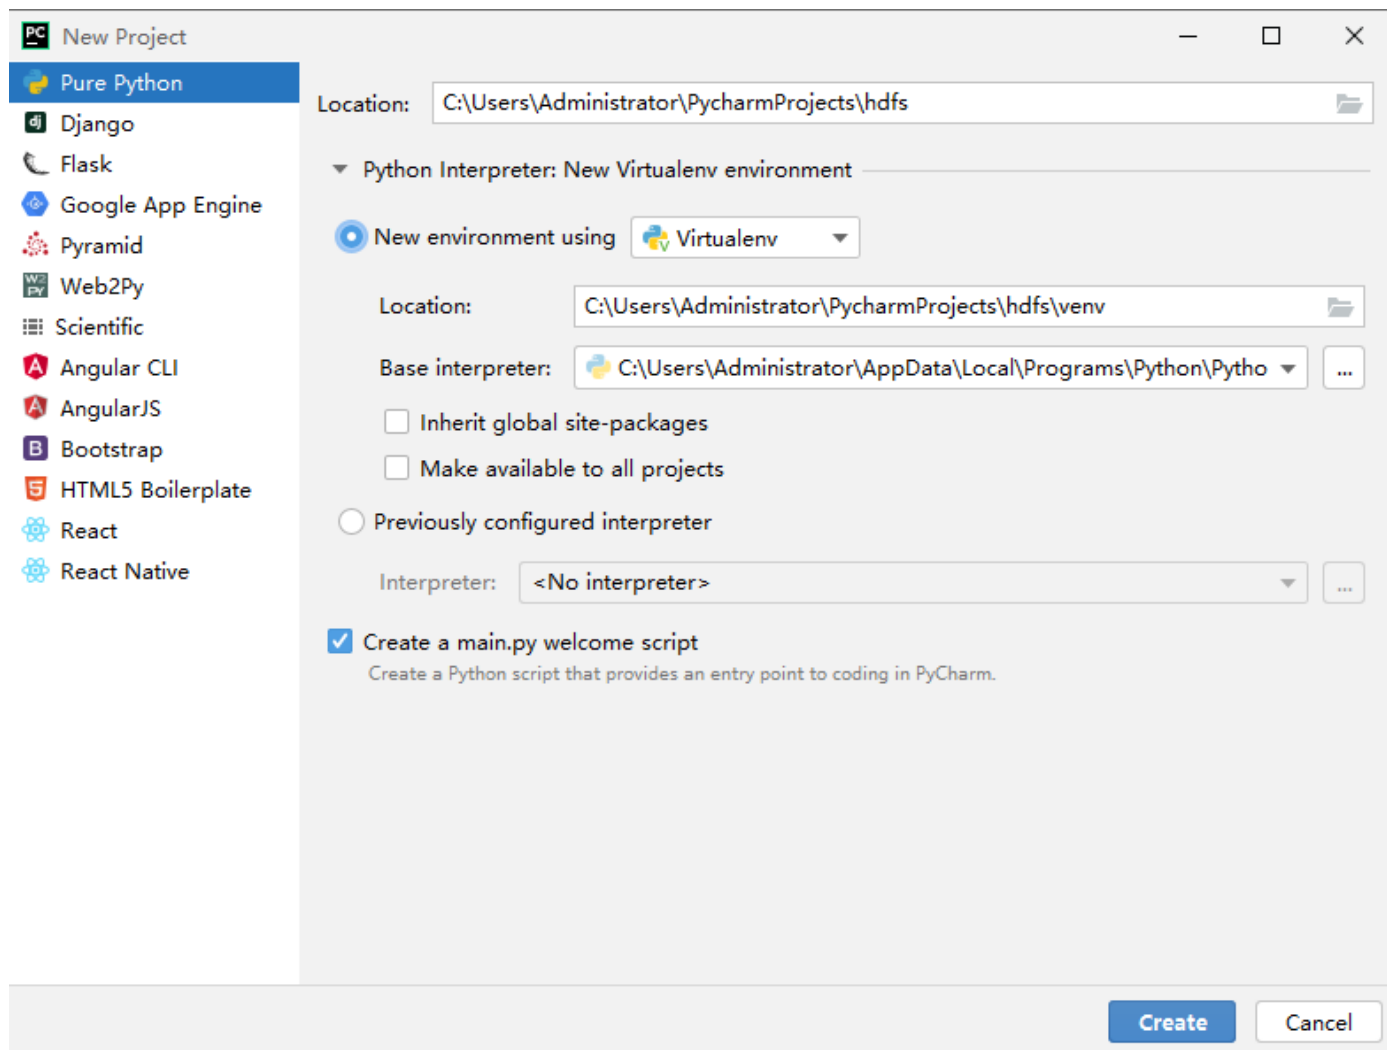 PC New Project
Pure Python
dj Django
Flask
Google App Engine
Pyramid
W2PY Web2Py
Scientific
A Angular CLI
A AngularJS
B Bootstrap
5 HTML5 Boilerplate
React
React Native
Location: C:\Users\Administrator\PycharmProjects\hdfs
Python Interpreter: New Virtualenv environment
New environment using V Virtualenv
Location: C:\Users\Administrator\PycharmProjects\hdfs\venv
Base interpreter: C:\Users\Administrator\AppData\Local\Programs\Python\Pytho ...
Inherit global site-packages
Make available to all projects
Previously configured interpreter
Interpreter: <No interpreter> ...
Create a main.py welcome script
Create a Python script that provides an entry point to coding in PyCharm.
Create Cancel